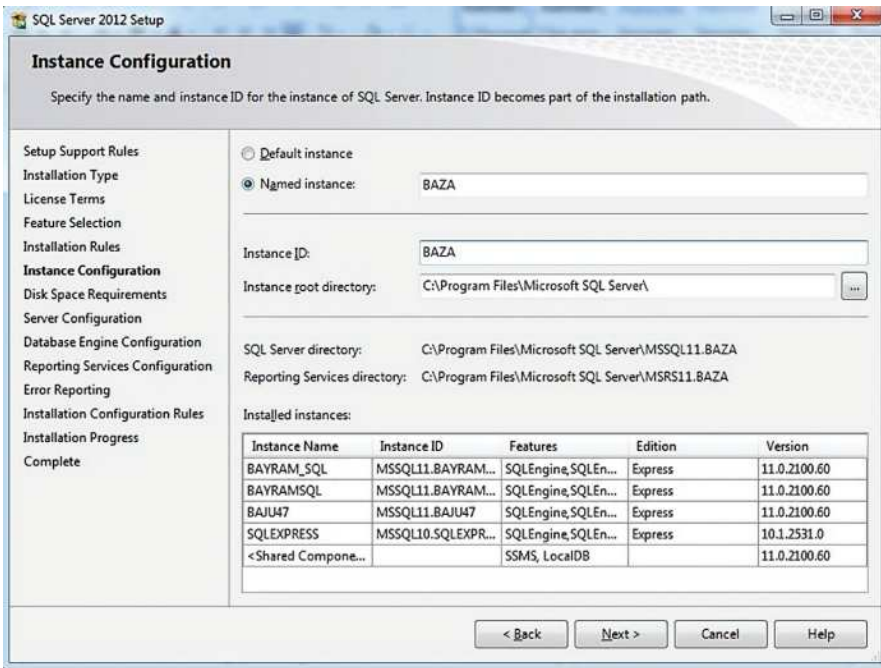 SQL Server 2012 Setup
Instance Configuration
Specify the name and instance ID for the instance of SQL Server. Instance ID becomes part of the installation path.
Setup Support Rules
Installation Type
License Terms
Feature Selection
Installation Rules
Instance Configuration
Disk Space Requirements
Server Configuration
Database Engine Configuration
Reporting Services Configuration
Error Reporting
Installation Configuration Rules
Installation Progress
Complete
Default instance
Named instance: BAZA
Instance ID: BAZA
Instance root directory: C:\Program Files\Microsoft SQL Server\ ...
SQL Server directory: C:\Program Files\Microsoft SQL Server\MSSQL11.BAZA
Reporting Services directory: C:\Program Files\Microsoft SQL Server\MSRS11.BAZA
Installed instances:
Instance Name Instance ID Features Edition Version
BAYRAM_SQL MSSQL11.BAYRAM... SQLEngine,SQLEn... Express 11.0.2100.60
BAYRAMSQL MSSQL11.BAYRAM... SQLEngine,SQLEn... Express 11.0.2100.60
BAJU47 MSSQL11.BAJU47 SQLEngine,SQLEn... Express 11.0.2100.60
SQLEXPRESS MSSQL10.SQLEXPR... SQLEngine,SQLEn... Express 10.1.2531.0
<Shared Compone... SSMS, LocalDB 11.0.2100.60
< Back Next > Cancel Help